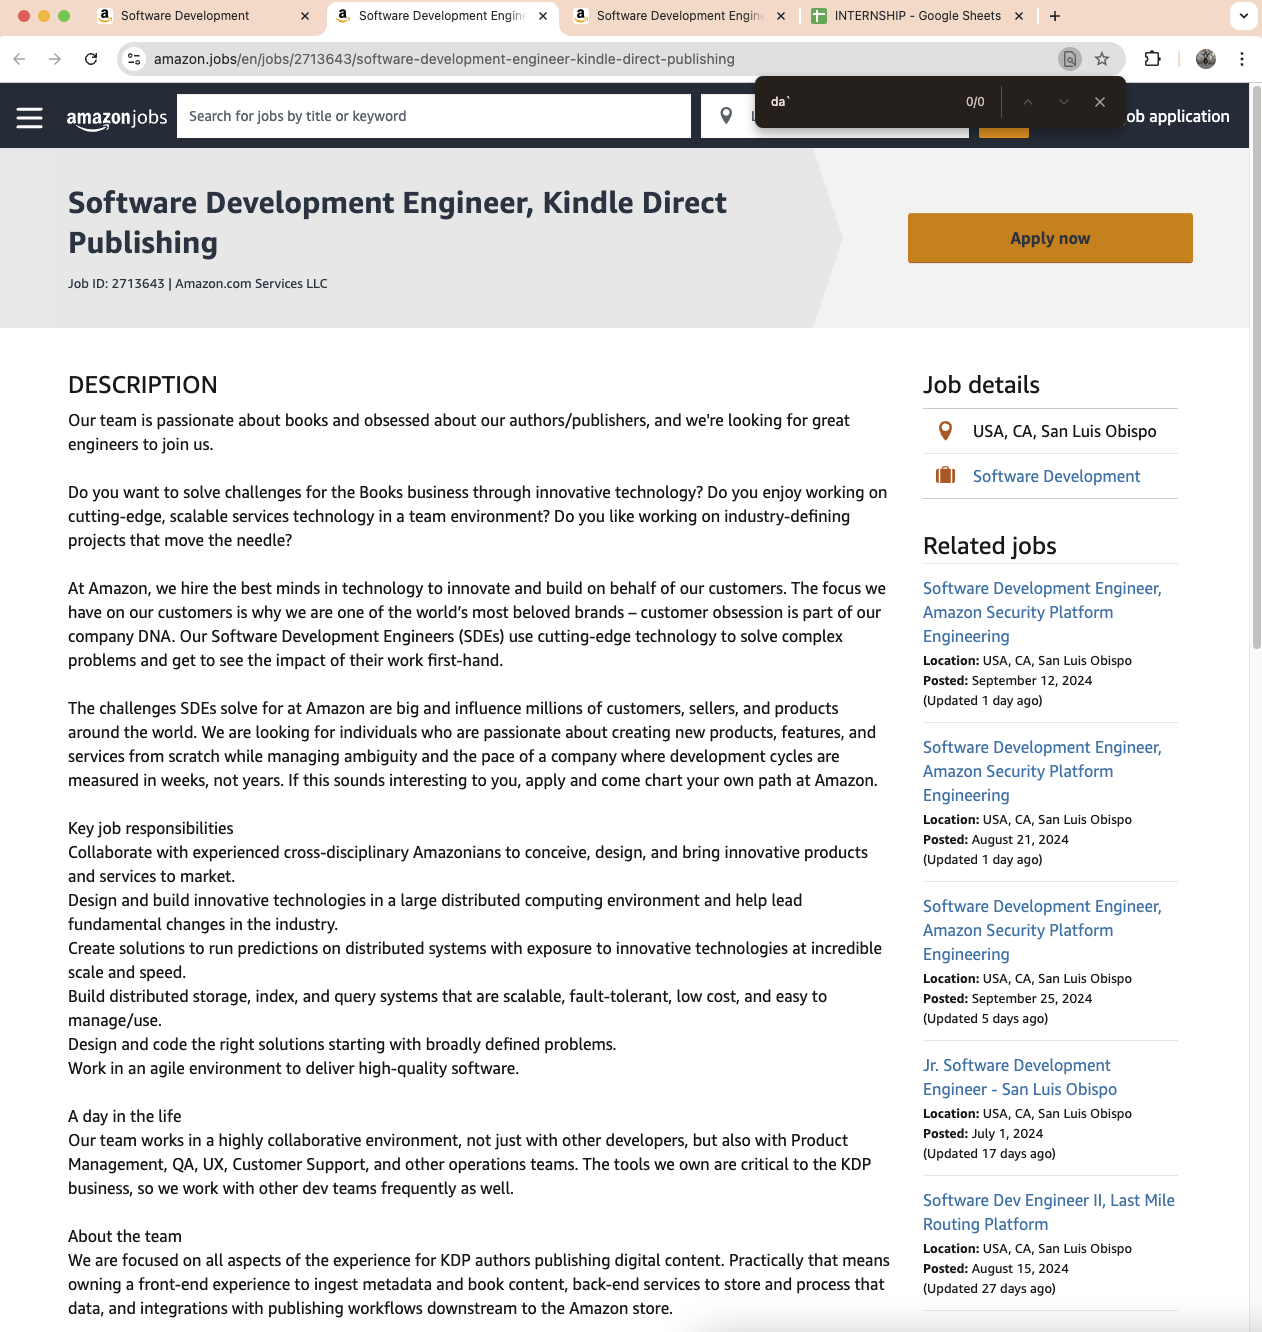 Software Development
Software Development Engine
Software Development Engine
INTERNSHIP - Google Sheets
amazon.jobs/en/jobs/2713643/software-development-engineer-kindle-direct-publishing
da`
0/0
amazon jobs
Search for jobs by title or keyword
ob application
Software Development Engineer, Kindle Direct
Publishing
Job ID: 2713643 | Amazon.com Services LLC
Apply now
DESCRIPTION
Our team is passionate about books and obsessed about our authors/publishers, and we're looking for great
engineers to join us.
Do you want to solve challenges for the Books business through innovative technology? Do you enjoy working on
cutting-edge, scalable services technology in a team environment? Do you like working on industry-defining
projects that move the needle?
At Amazon, we hire the best minds in technology to innovate and build on behalf of our customers. The focus we
have on our customers is why we are one of the world’s most beloved brands – customer obsession is part of our
company DNA. Our Software Development Engineers (SDEs) use cutting-edge technology to solve complex
problems and get to see the impact of their work first-hand.
The challenges SDEs solve for at Amazon are big and influence millions of customers, sellers, and products
around the world. We are looking for individuals who are passionate about creating new products, features, and
services from scratch while managing ambiguity and the pace of a company where development cycles are
measured in weeks, not years. If this sounds interesting to you, apply and come chart your own path at Amazon.
Key job responsibilities
Collaborate with experienced cross-disciplinary Amazonians to conceive, design, and bring innovative products
and services to market.
Design and build innovative technologies in a large distributed computing environment and help lead
fundamental changes in the industry.
Create solutions to run predictions on distributed systems with exposure to innovative technologies at incredible
scale and speed.
Build distributed storage, index, and query systems that are scalable, fault-tolerant, low cost, and easy to
manage/use.
Design and code the right solutions starting with broadly defined problems.
Work in an agile environment to deliver high-quality software.
A day in the life
Our team works in a highly collaborative environment, not just with other developers, but also with Product
Management, QA, UX, Customer Support, and other operations teams. The tools we own are critical to the KDP
business, so we work with other dev teams frequently as well.
About the team
We are focused on all aspects of the experience for KDP authors publishing digital content. Practically that means
owning a front-end experience to ingest metadata and book content, back-end services to store and process that
data, and integrations with publishing workflows downstream to the Amazon store.
Job details
USA, CA, San Luis Obispo
Software Development
Related jobs
Software Development Engineer,
Amazon Security Platform
Engineering
Location: USA, CA, San Luis Obispo
Posted: September 12, 2024
(Updated 1 day ago)
Software Development Engineer,
Amazon Security Platform
Engineering
Location: USA, CA, San Luis Obispo
Posted: August 21, 2024
(Updated 1 day ago)
Software Development Engineer,
Amazon Security Platform
Engineering
Location: USA, CA, San Luis Obispo
Posted: September 25, 2024
(Updated 5 days ago)
Jr. Software Development
Engineer - San Luis Obispo
Location: USA, CA, San Luis Obispo
Posted: July 1, 2024
(Updated 17 days ago)
Software Dev Engineer II, Last Mile
Routing Platform
Location: USA, CA, San Luis Obispo
Posted: August 15, 2024
(Updated 27 days ago)